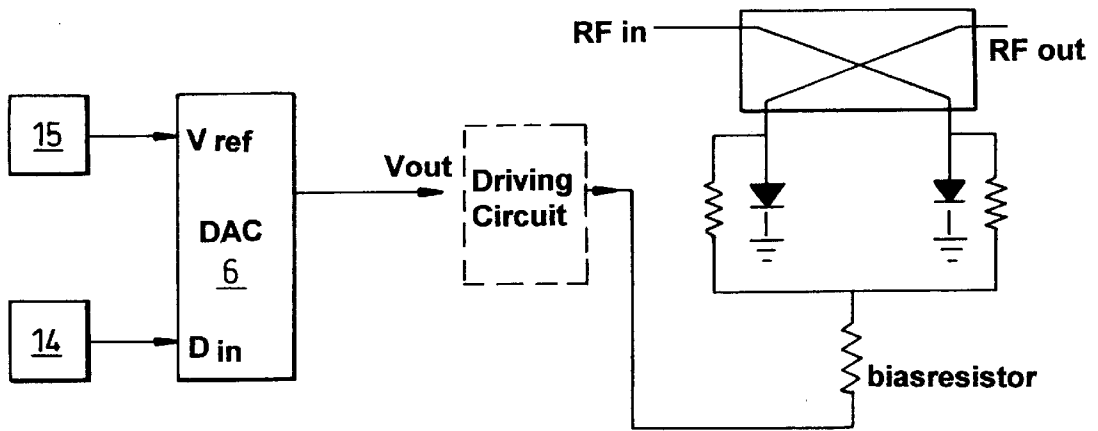 RF in
RF out
15
V ref
Vout
Driving
Circuit
DAC
6
14
D in
biasresistor